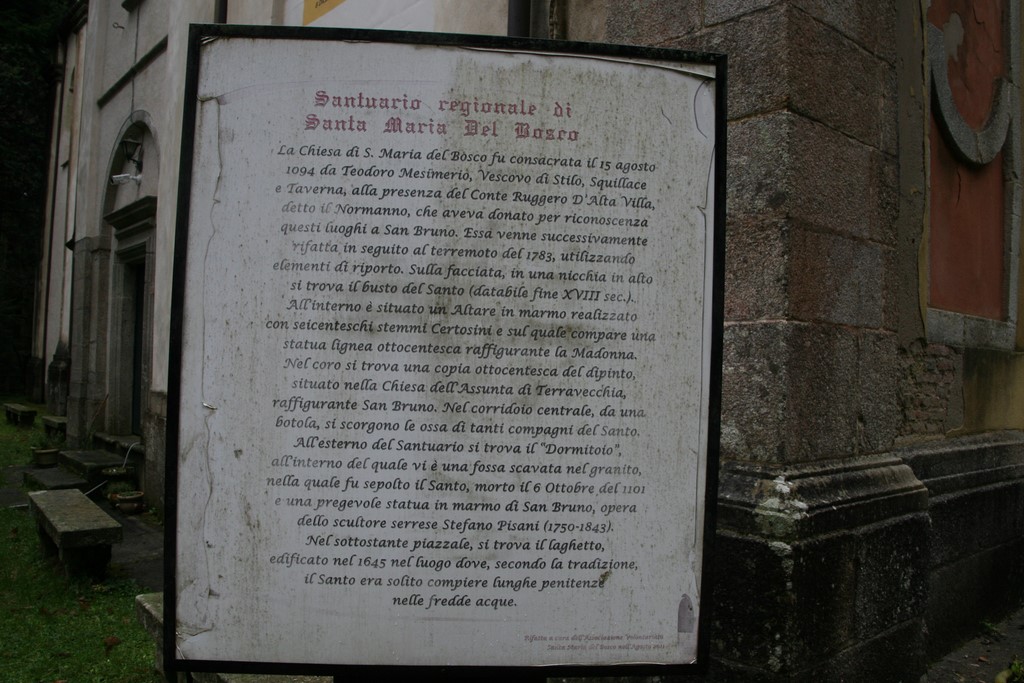 Santuario regionale di
Santa Maria Del Bosco
La Chiesa di S. Maria del Bosco fu consacrata il 15 agosto
1094 da Teodoro Mesimerio, Vescovo di Stilo, Squillace
e Taverna, alla presenza del Conte Ruggero D'Alta Villa,
detto il Normanno, che aveva donato per riconoscenza
questi luoghi a San Bruno. Essa venne successivamente
rifatta in seguito al terremoto del 1783, utilizzando
elementi di riporto. Sulla facciata, in una nicchia in alto
si trova il busto del Santo (databile fine XVIII sec.).
All'interno è situato un Altare in marmo realizzato
con seicenteschi stemmi Certosini e sul quale compare una
statua lignea ottocentesca raffigurante la Madonna.
Nel coro si trova una copia ottocentesca del dipinto,
situato nella Chiesa dell'Assunta di Terravecchia,
raffigurante San Bruno. Nel corridoio centrale, da una
botola, si scorgono le ossa di tanti compagni del Santo.
All'esterno del Santuario si trova il "Dormitoio",
all'interno del quale vi è una fossa scavata nel granito,
nella quale fu sepolto il Santo, morto il 6 Ottobre del 1101
e una pregevole statua in marmo di San Bruno, opera
dello scultore serrese Stefano Pisani (1750-1843).
Nel sottostante piazzale, si trova il laghetto,
edificato nel 1645 nel luogo dove, secondo la tradizione,
il Santo era solito compiere lunghe penitenze
nelle fredde acque.
a cura dell'
Santa Maria del Bosco